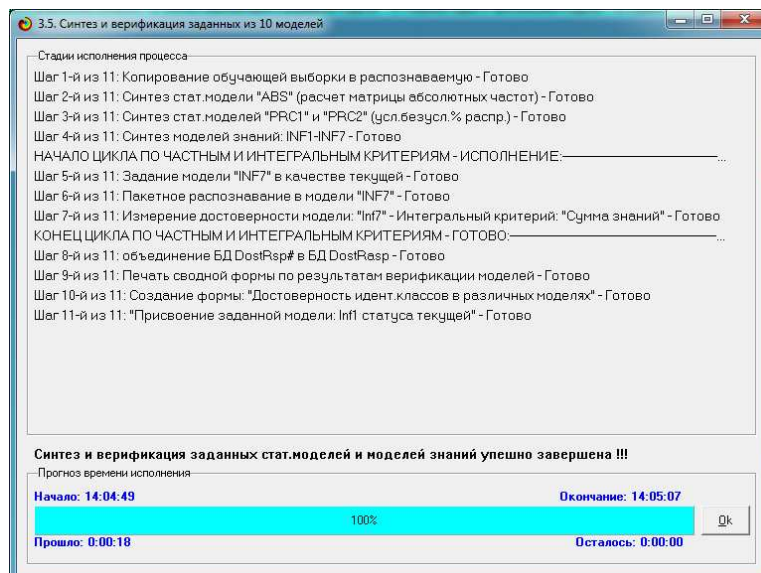 3.5. Синтез и верификация заданных из 10 моделей
Стадии исполнения процесса
Шаг 1-й из 11: Копирование обучающей выборки в распознаваемую - Готово
Шаг 2-й из 11: Синтез стат.модели "ABS" (расчет матрицы абсолютных частот) - Готово
Шаг 3-й из 11: Синтез стат.моделей "PRC1" и "PRC2" (усл.безусл.% распр.) - Готово
Шаг 4-й из 11: Синтез моделей знаний: INF1-INF7 - Готово
НАЧАЛО ЦИКЛА ПО ЧАСТНЫМ И ИНТЕГРАЛЬНЫМ КРИТЕРИЯМ - ИСПОЛНЕНИЕ:————————...
Шаг 5-й из 11: Задание модели "INF7" в качестве текущей - Готово
Шаг 6-й из 11: Пакетное распознавание в модели "INF7" - Готово
Шаг 7-й из 11: Измерение достоверности модели: "Inf7" - Интегральный критерий: "Сумма знаний" - Готово
КОНЕЦ ЦИКЛА ПО ЧАСТНЫМ И ИНТЕГРАЛЬНЫМ КРИТЕРИЯМ - ГОТОВО:————————...
Шаг 8-й из 11: объединение БД DostRsp# в БД DostRasp - Готово
Шаг 9-й из 11: Печать сводной формы по результатам верификации моделей - Готово
Шаг 10-й из 11: Создание формы: "Достоверность идент.классов в различных моделях" - Готово
Шаг 11-й из 11: "Присвоение заданной модели: Inf1 статуса текущей" - Готово
Синтез и верификация заданных стат.моделей и моделей знаний упешно завершена !!!
Прогноз времени исполнения
Начало: 14:04:49 Окончание: 14:05:07
100% Ok
Прошло: 0:00:18 Осталось: 0:00:00